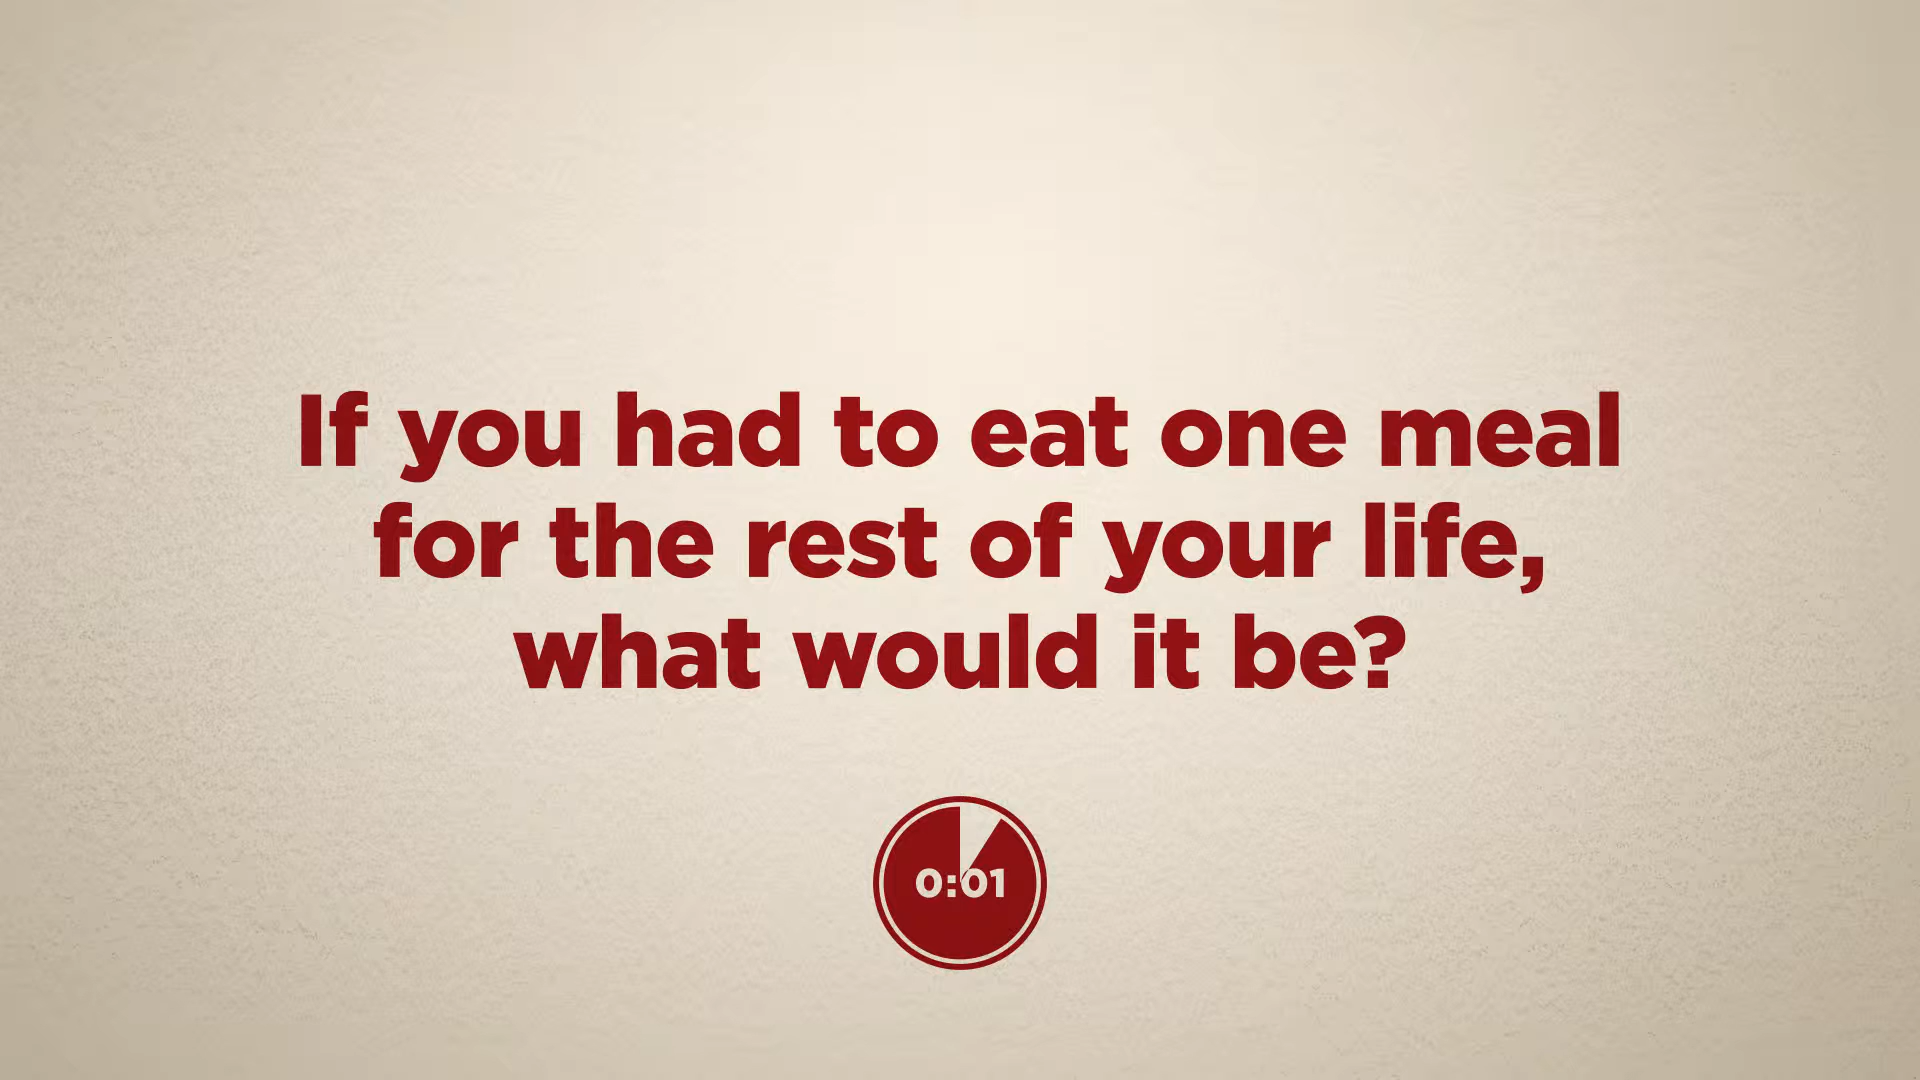 If you had to eat one meal
for the rest of your life,
what would it be?
0:01